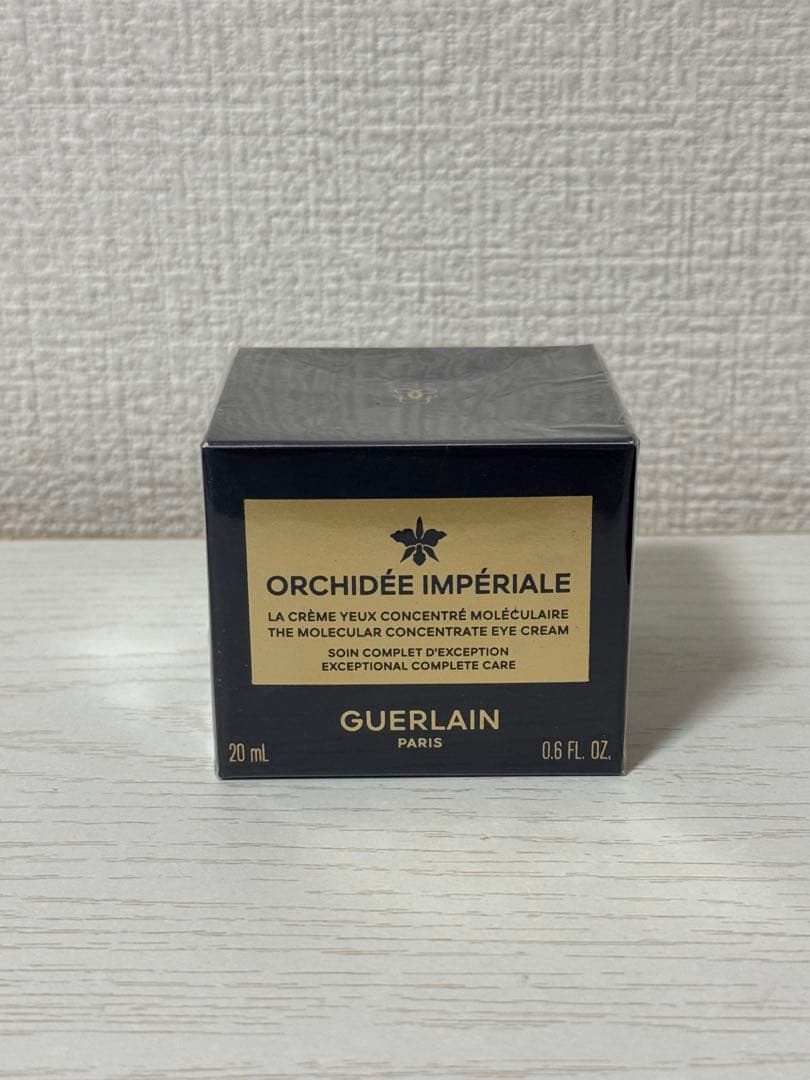 ORCHIDÉE IMPÉRIALE
LA CRÈME YEUX CONCENTRÉ MOLÉCULAIRE
THE MOLECULAR CONCENTRATE EYE CREAM
SOIN COMPLET D'EXCEPTION
EXCEPTIONAL COMPLETE CARE
GUERLAIN
PARIS
20 mL 0.6 FL. OZ.